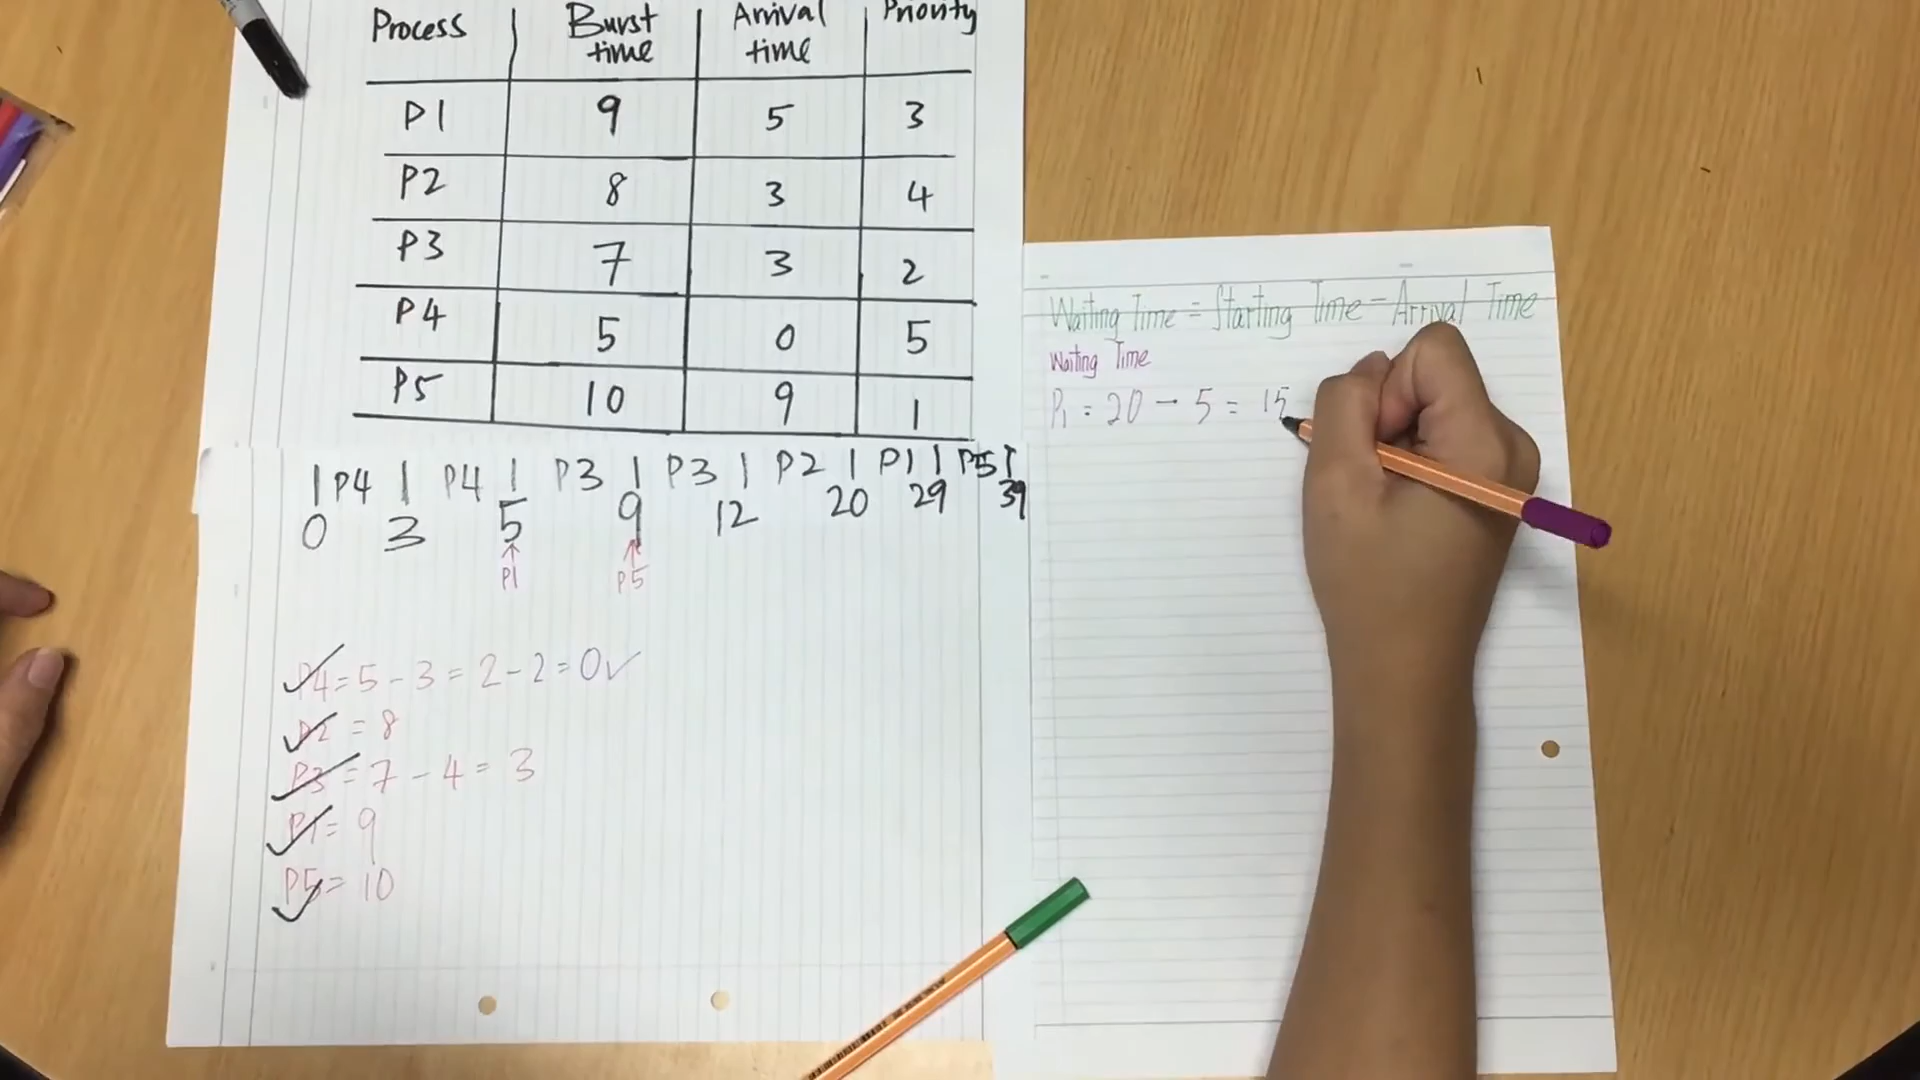 Process Burst time Arrival time Priority
P1 9 5 3
P2 8 3 4
P3 7 3 2
P4 5 0 5
P5 10 9 1
P4 P4 P3 P3 P2 P1 P5
0 3 5 9 12 20 29 39
P1 P5
P4 = 5 - 3 = 2 - 2 = 0✓
P2 = 8
P3 = 7 - 4 = 3
P1 = 9
P5 = 10
Waiting Time = Starting Time - Arrival Time
Waiting Time
P1 = 20 - 5 = 15